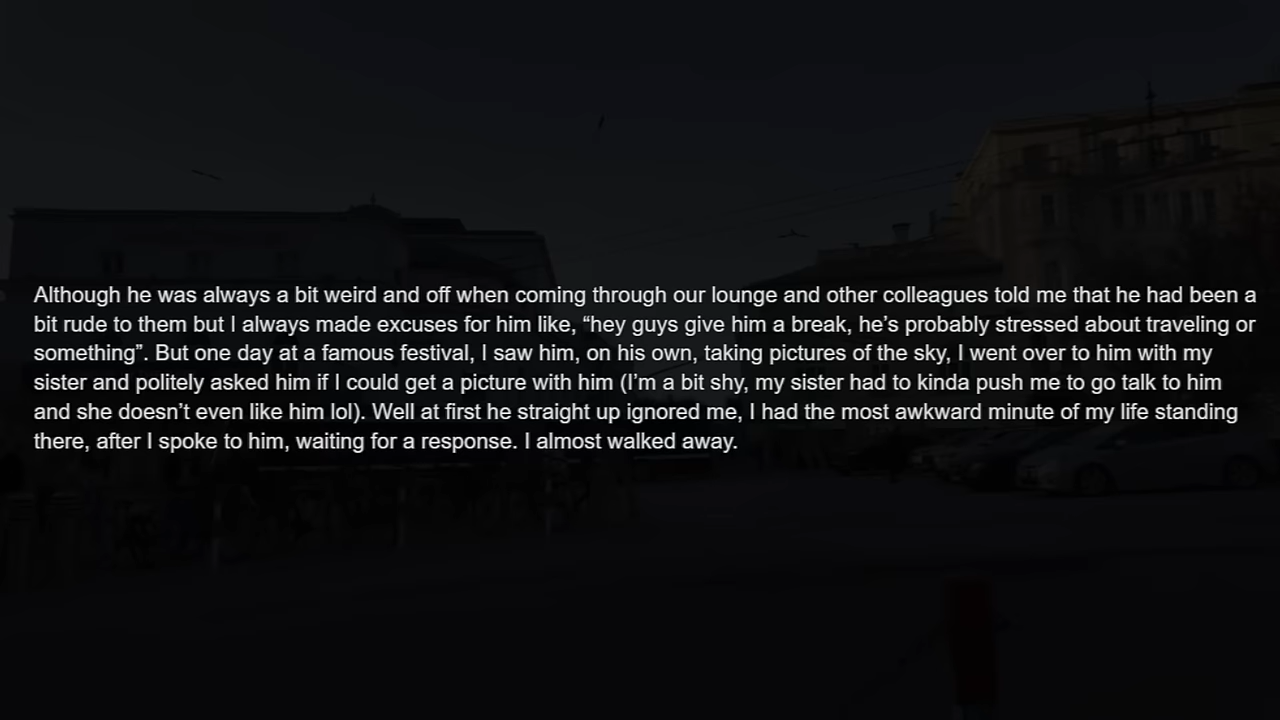 Although he was always a bit weird and off when coming through our lounge and other colleagues told me that he had been a
bit rude to them but I always made excuses for him like, “hey guys give him a break, he’s probably stressed about traveling or
something”. But one day at a famous festival, I saw him, on his own, taking pictures of the sky, I went over to him with my
sister and politely asked him if I could get a picture with him (I’m a bit shy, my sister had to kinda push me to go talk to him
and she doesn’t even like him lol). Well at first he straight up ignored me, I had the most awkward minute of my life standing
there, after I spoke to him, waiting for a response. I almost walked away.